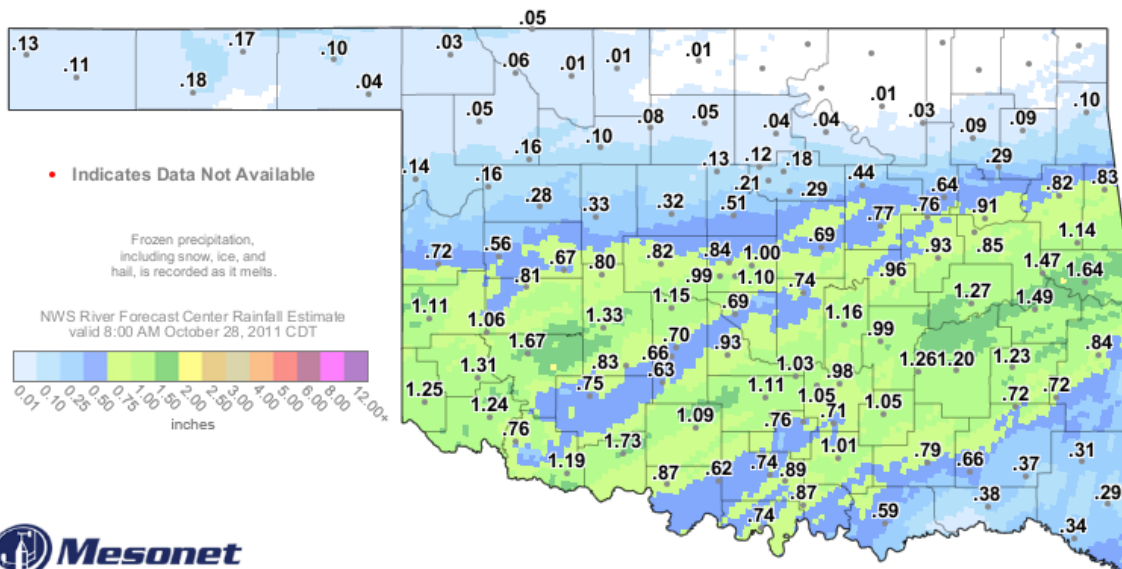 .05
.13 .17 .10 .03 .01
.11 .18 .04 .06 .01 .01
.05 .08 .05 .04 .04 .01 .03 .10
.16 .10 .09 .09
.14 .16 .13 .12 .18 .29
• Indicates Data Not Available
.28 .33 .32 .21 .51 .29 .44 .64 .82 .83
.77 .76 .91
Frozen precipitation,
including snow, ice, and
hail, is recorded as it melts.
.72 .56 .67 .80 .82 .84 1.00 .69 .93 .85 1.14
.81 .99 1.10 .74 .96 1.47 1.64
NWS River Forecast Center Rainfall Estimate
valid 8:00 AM October 28, 2011 CDT
1.11 1.06 1.33 1.15 .69 1.16 1.27 1.49
1.67 .83 .66 .70 .93 .99 .84
1.31 .75 .63 1.03 .98 1.26 1.20 1.23
0.01 0.10 0.25 0.50 0.75 1.00 1.50 2.00 2.50 3.00 4.00 5.00 6.00 8.00 12.00+
inches
1.25 1.24 1.09 1.11 1.05 1.05 .72 .72
.76 .76 .71
1.19 1.73 .74 1.01 .79 .66 .31
.87 .62 .89 .37
.74 .87 .59 .38 .29
.34
Mesonet